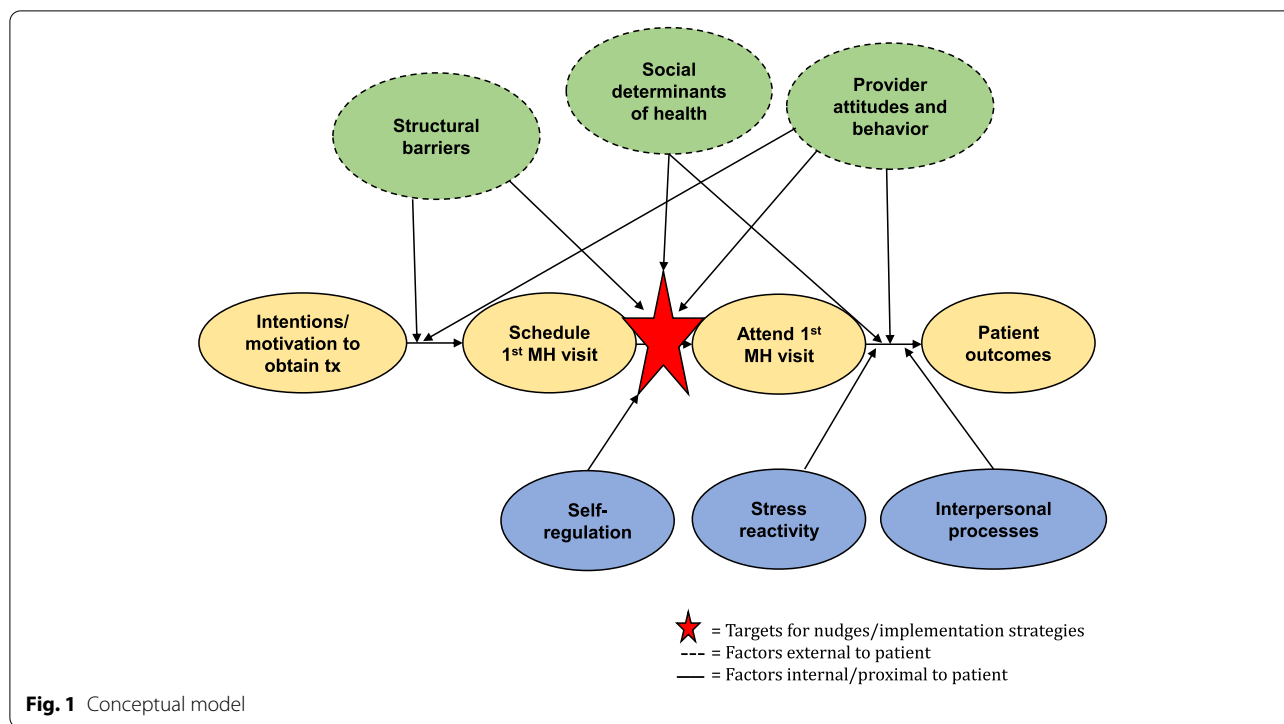 Structural
barriers
Social
determinants
of health
Provider
attitudes and
behavior
Intentions/
motivation to
obtain tx
Schedule
1st MH visit
Attend 1st
MH visit
Patient
outcomes
Self-
regulation
Stress
reactivity
Interpersonal
processes
= Targets for nudges/implementation strategies
= Factors external to patient
= Factors internal/proximal to patient
Fig. 1 Conceptual model